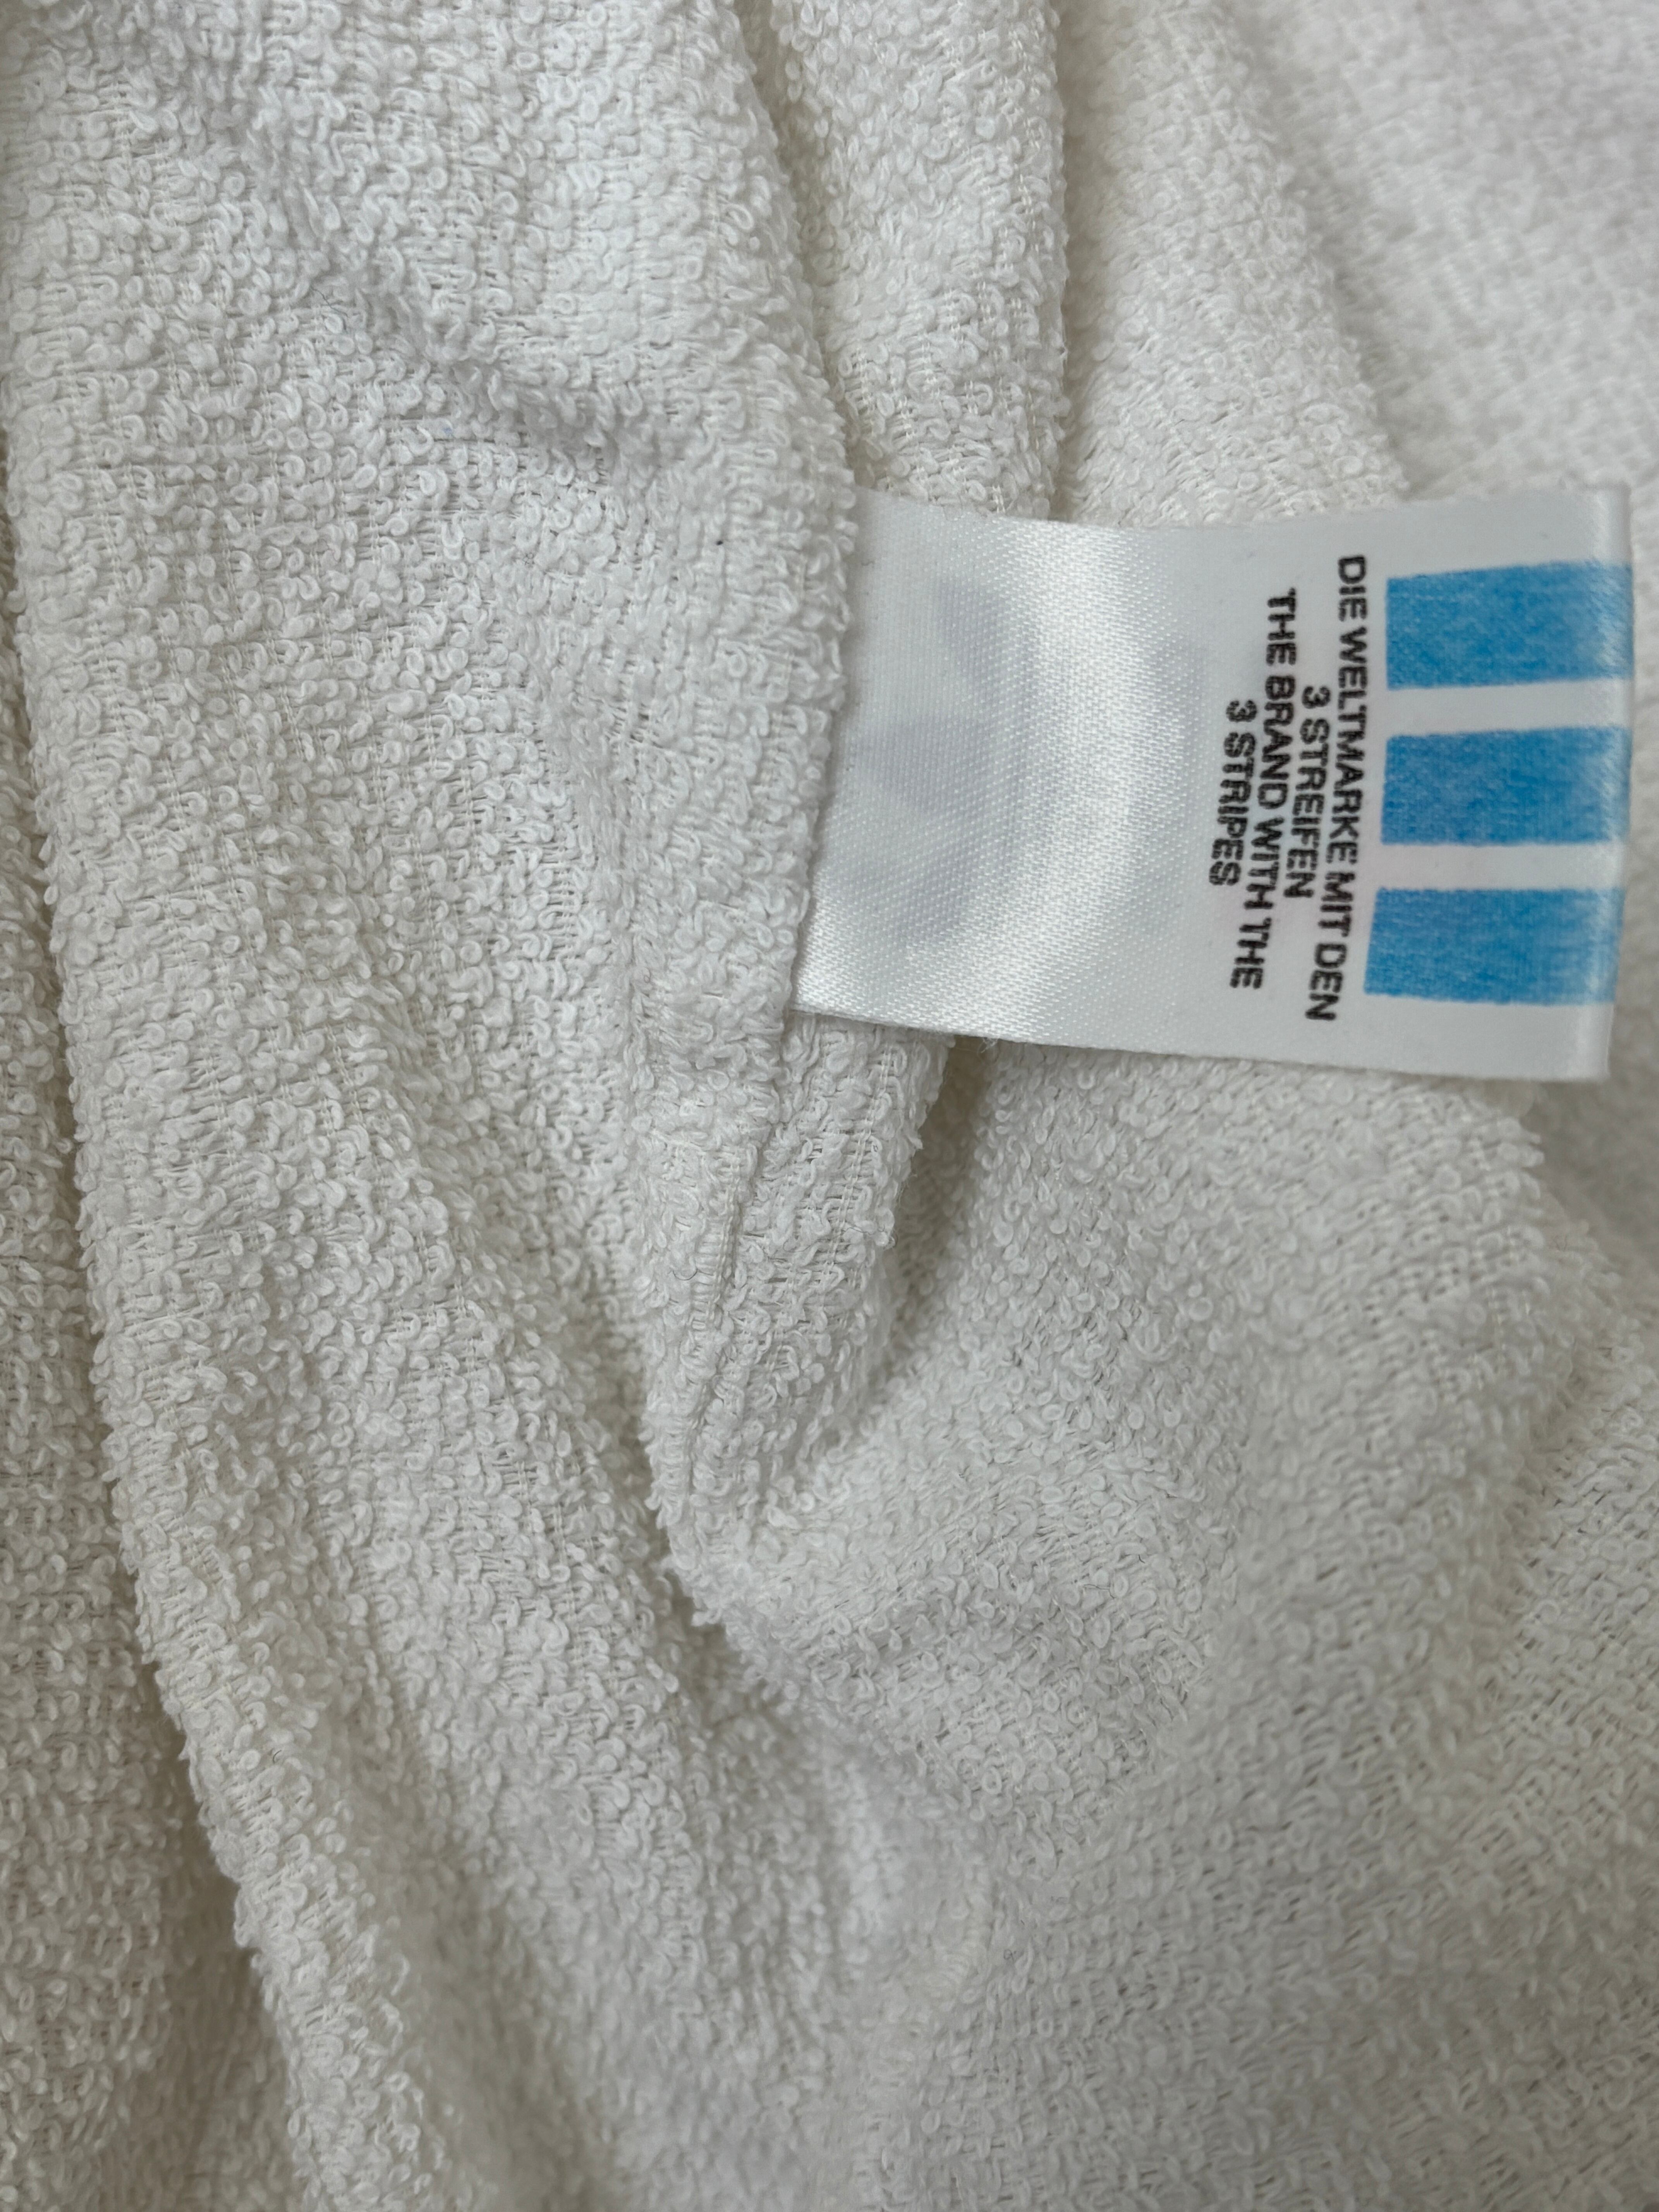 DIE WELTMARKE MIT DEN
3 STREIFEN
THE BRAND WITH THE
3 STRIPES